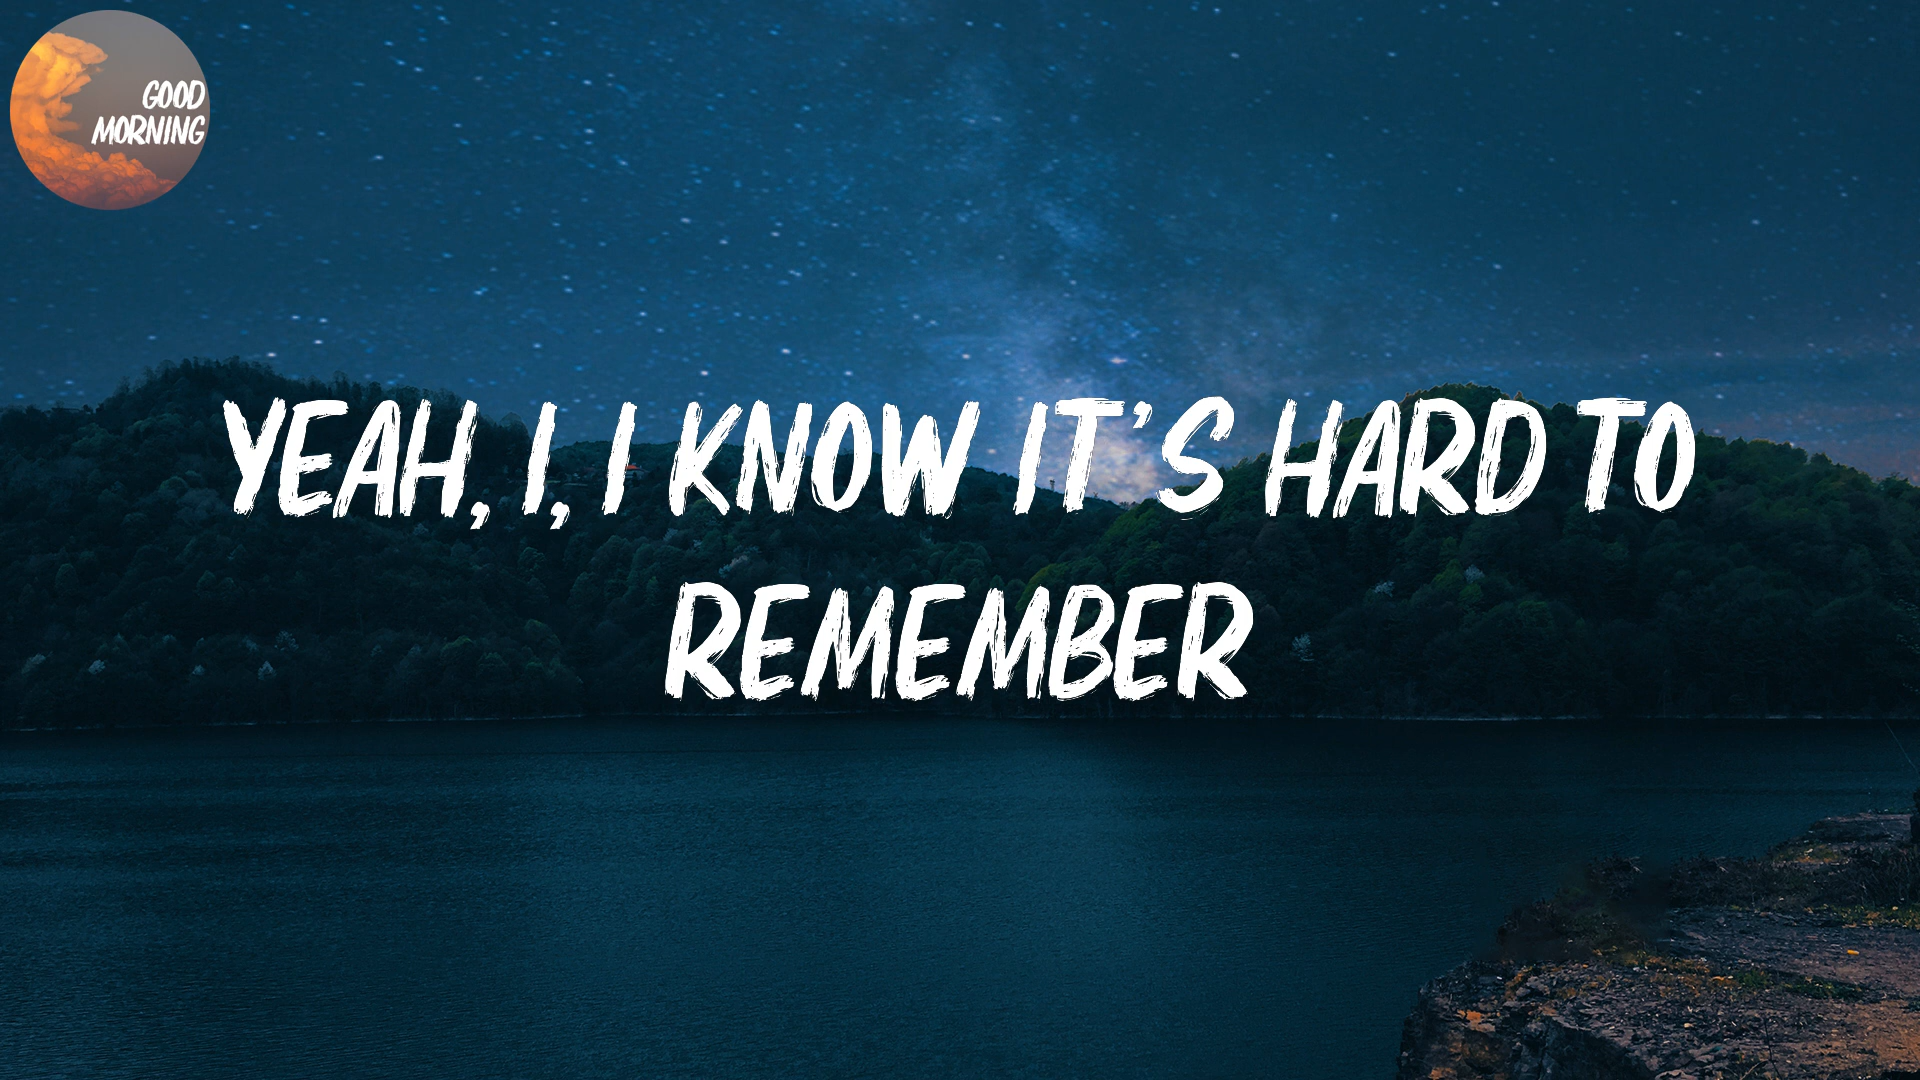 GOOD
MORNING
YEAH, I, I KNOW IT'S HARD TO
REMEMBER